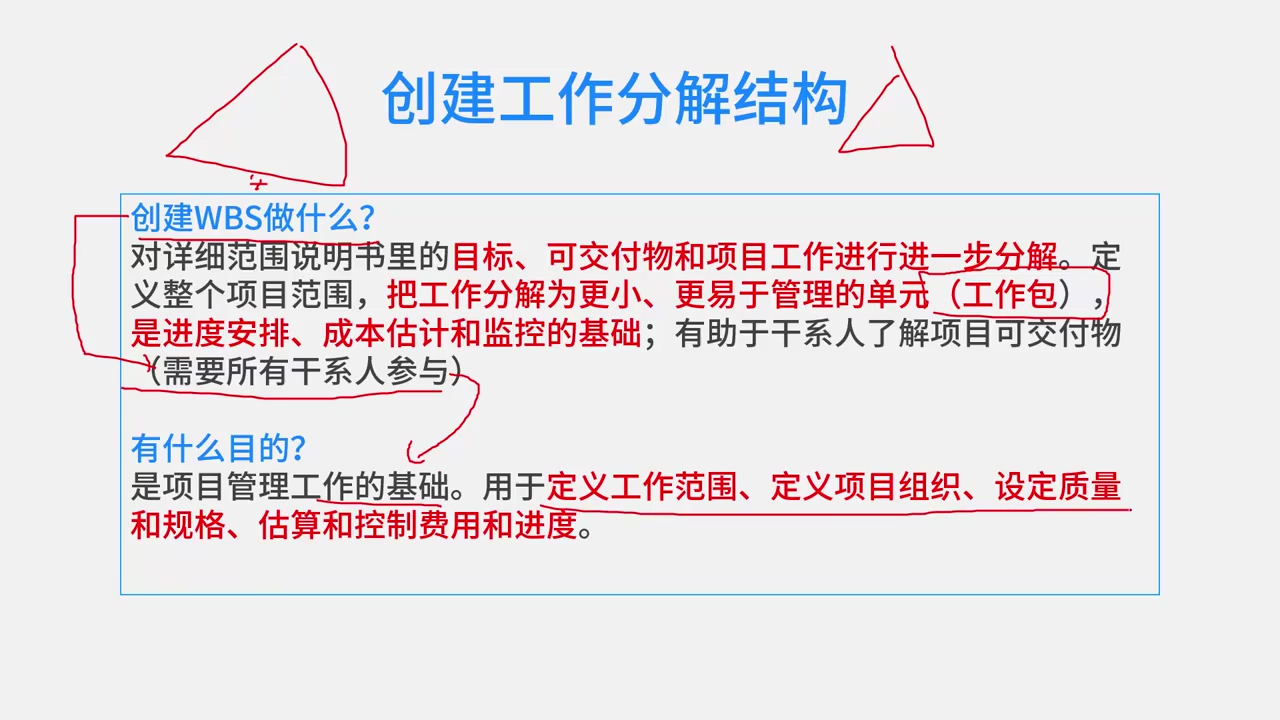 创建工作分解结构
创建WBS做什么？
对详细范围说明书里的目标、可交付物和项目工作进行进一步分解。定
义整个项目范围，把工作分解为更小、更易于管理的单元（工作包），
是进度安排、成本估计和监控的基础；有助于干系人了解项目可交付物
（需要所有干系人参与）
有什么目的？
是项目管理工作的基础。用于定义工作范围、定义项目组织、设定质量
和规格、估算和控制费用和进度。